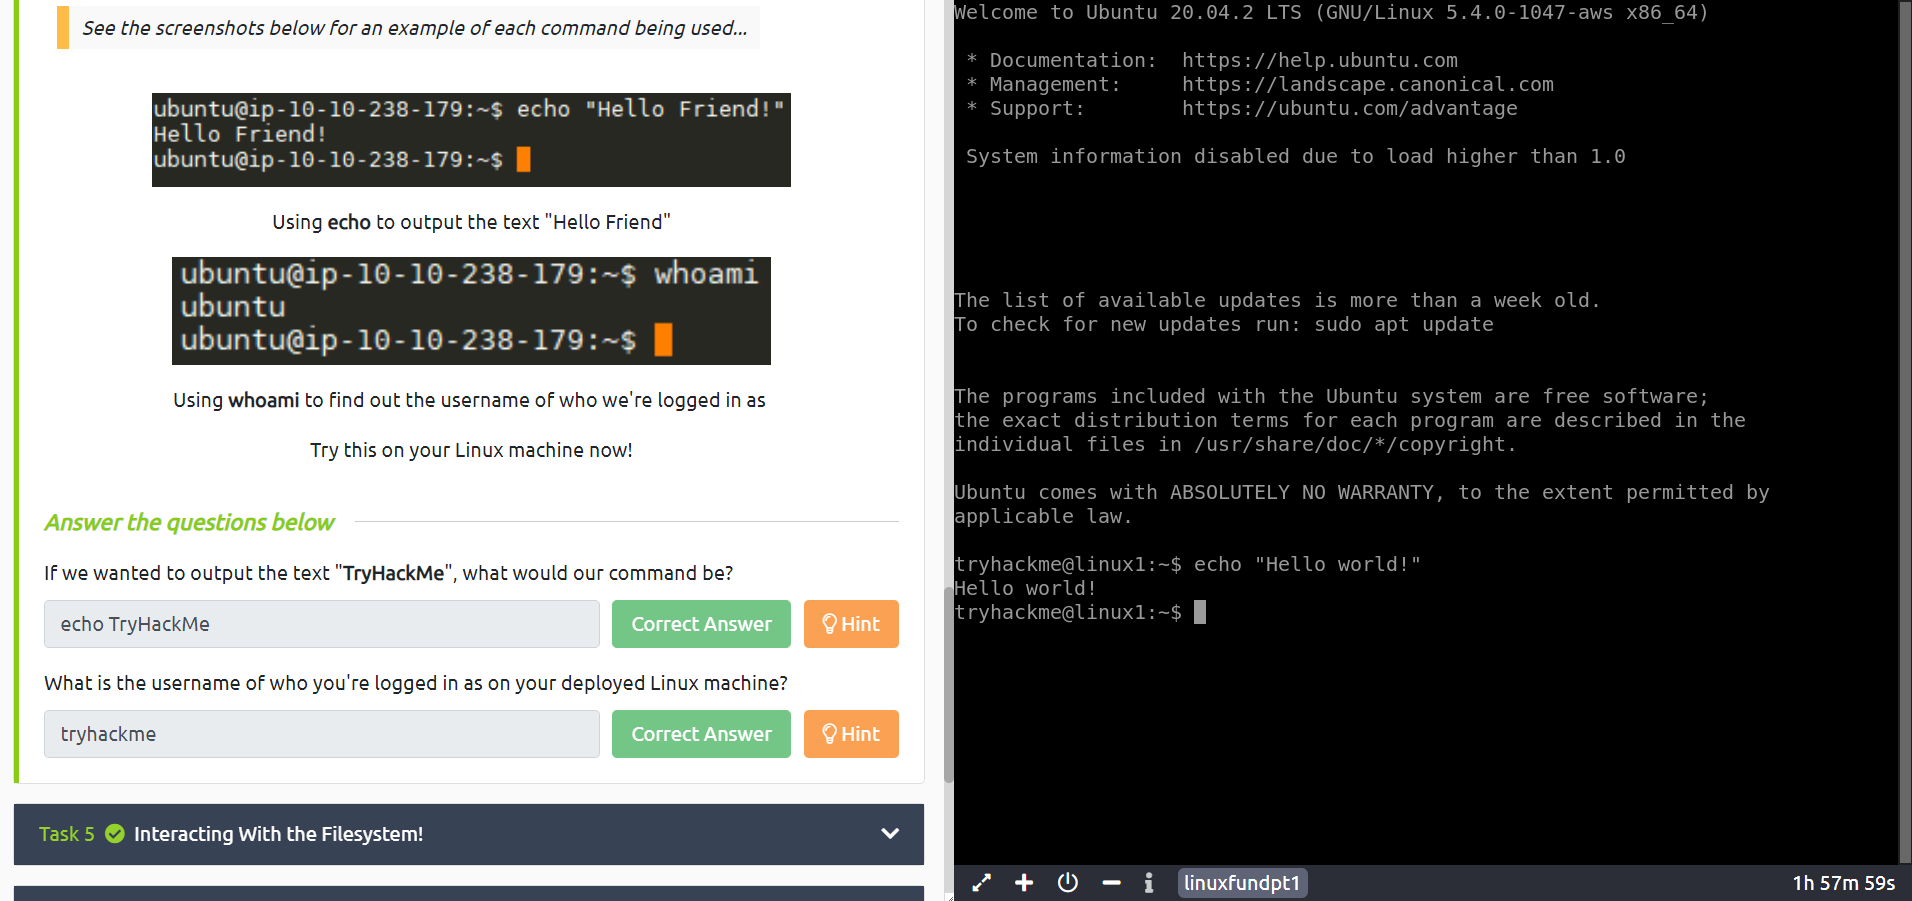 See the screenshots below for an example of each command being used...
ubuntu@ip-10-10-238-179:~$ echo "Hello Friend!"
Hello Friend!
ubuntu@ip-10-10-238-179:~$
Using echo to output the text "Hello Friend"
ubuntu@ip-10-10-238-179:~$ whoami
ubuntu
ubuntu@ip-10-10-238-179:~$
Using whoami to find out the username of who we're logged in as
Try this on your Linux machine now!
Answer the questions below
If we wanted to output the text "TryHackMe", what would our command be?
echo TryHackMe
Correct Answer
Hint
What is the username of who you're logged in as on your deployed Linux machine?
tryhackme
Correct Answer
Hint
Task 5 Interacting With the Filesystem!
Welcome to Ubuntu 20.04.2 LTS (GNU/Linux 5.4.0-1047-aws x86_64)
* Documentation: https://help.ubuntu.com
* Management: https://landscape.canonical.com
* Support: https://ubuntu.com/advantage
System information disabled due to load higher than 1.0
The list of available updates is more than a week old.
To check for new updates run: sudo apt update
The programs included with the Ubuntu system are free software;
the exact distribution terms for each program are described in the
individual files in /usr/share/doc/*/copyright.
Ubuntu comes with ABSOLUTELY NO WARRANTY, to the extent permitted by
applicable law.
tryhackme@linux1:~$ echo "Hello world!"
Hello world!
tryhackme@linux1:~$
linuxfundpt1
1h 57m 59s